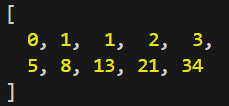 [
  0, 1,  1,  2,  3,
  5, 8, 13, 21, 34
]